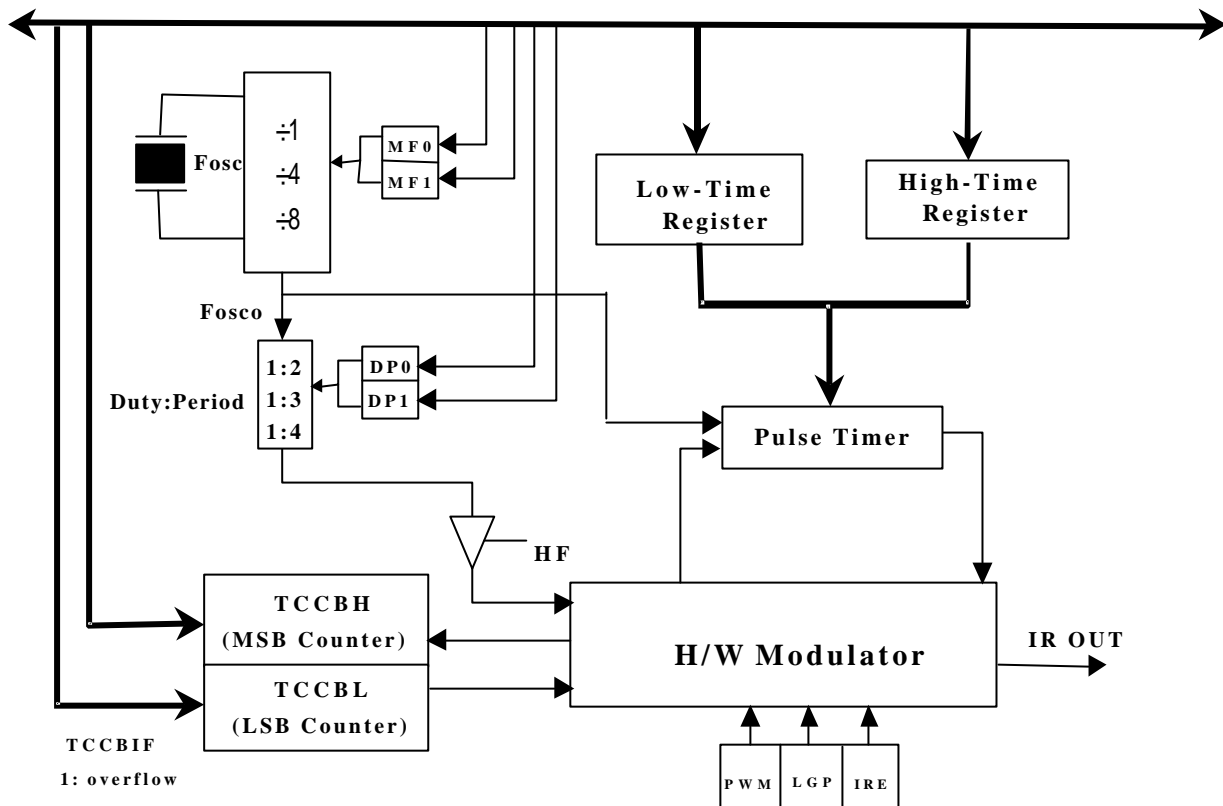 ÷1
÷4
÷8
Fosc
MF0
MF1
Low-Time
Register
High-Time
Register
Fosco
1:2
1:3
1:4
Duty:Period
DP0
DP1
Pulse Timer
HF
TCCBH
(MSB Counter)
TCCBL
(LSB Counter)
H/W Modulator
IR OUT
TCCBIF
1: overflow
PWM
LGP
IRE